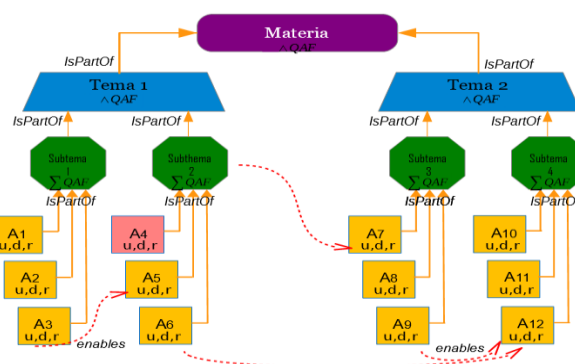 Materia
∧QAF
IsPartOf
IsPartOf
Tema 1
∧QAF
Tema 2
∧QAF
IsPartOf
IsPartOf
IsPartOf
IsPartOf
Subtema
1
∑QAF
Subthema
2
∑QAF
Subtema
3
∑QAF
Subtema
4
∑QAF
IsPartOf
IsPartOf
IsPartOf
IsPartOf
A1
u,d,r
A4
u,d,r
A7
u,d,r
A10
u,d,r
A2
u,d,r
A5
u,d,r
A8
u,d,r
A11
u,d,r
A3
u,d,r
A6
u,d,r
A9
u,d,r
A12
u,d,r
enables
enables